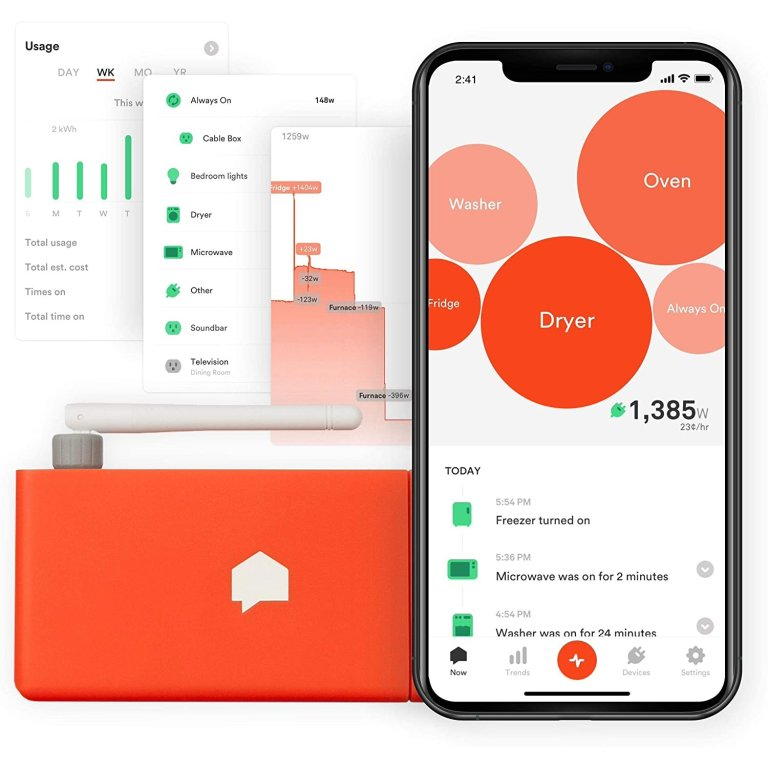 Usage
DAY WK MO YR
This w
2 kWh
S M T W T
Total usage
Total est. cost
Times on
Total time on
Always On 148w
Cable Box
Bedroom lights
Dryer
Microwave
Other
Soundbar
Television
Dining Room
1259w
Fridge +1404w
+23w
-32w
-123w
Furnace -119w
Furnace -396w
2:41
Oven
Washer
Fridge
Dryer
Always On
1,385w
23¢/hr
TODAY
5:54 PM
Freezer turned on
5:36 PM
Microwave was on for 2 minutes
4:54 PM
Washer was on for 24 minutes
Now Trends Devices Settings